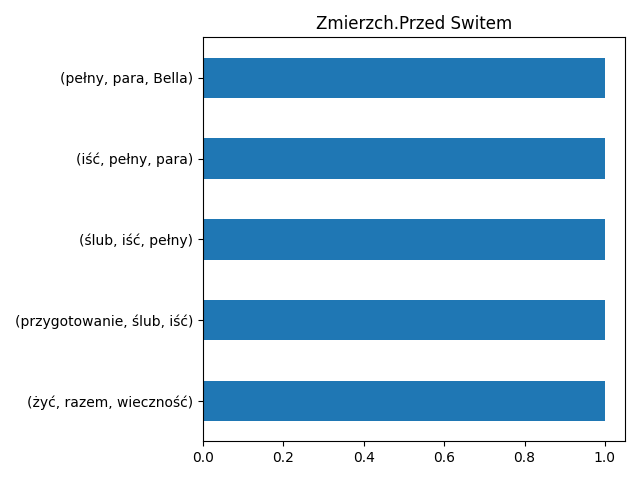 Zmierzch.Przed Switem
(pełny, para, Bella)
(iść, pełny, para)
(ślub, iść, pełny)
(przygotowanie, ślub, iść)
(żyć, razem, wieczność)
0.0 0.2 0.4 0.6 0.8 1.0